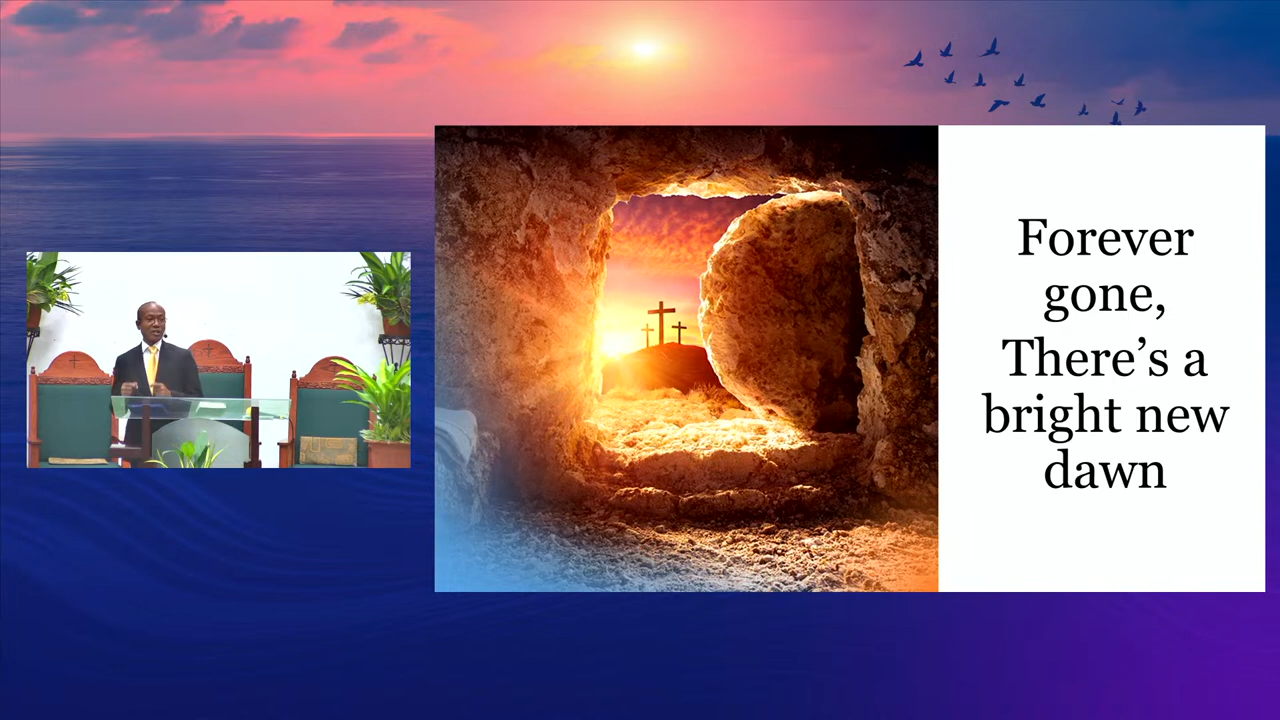 Forever
gone,
There’s a
bright new
dawn